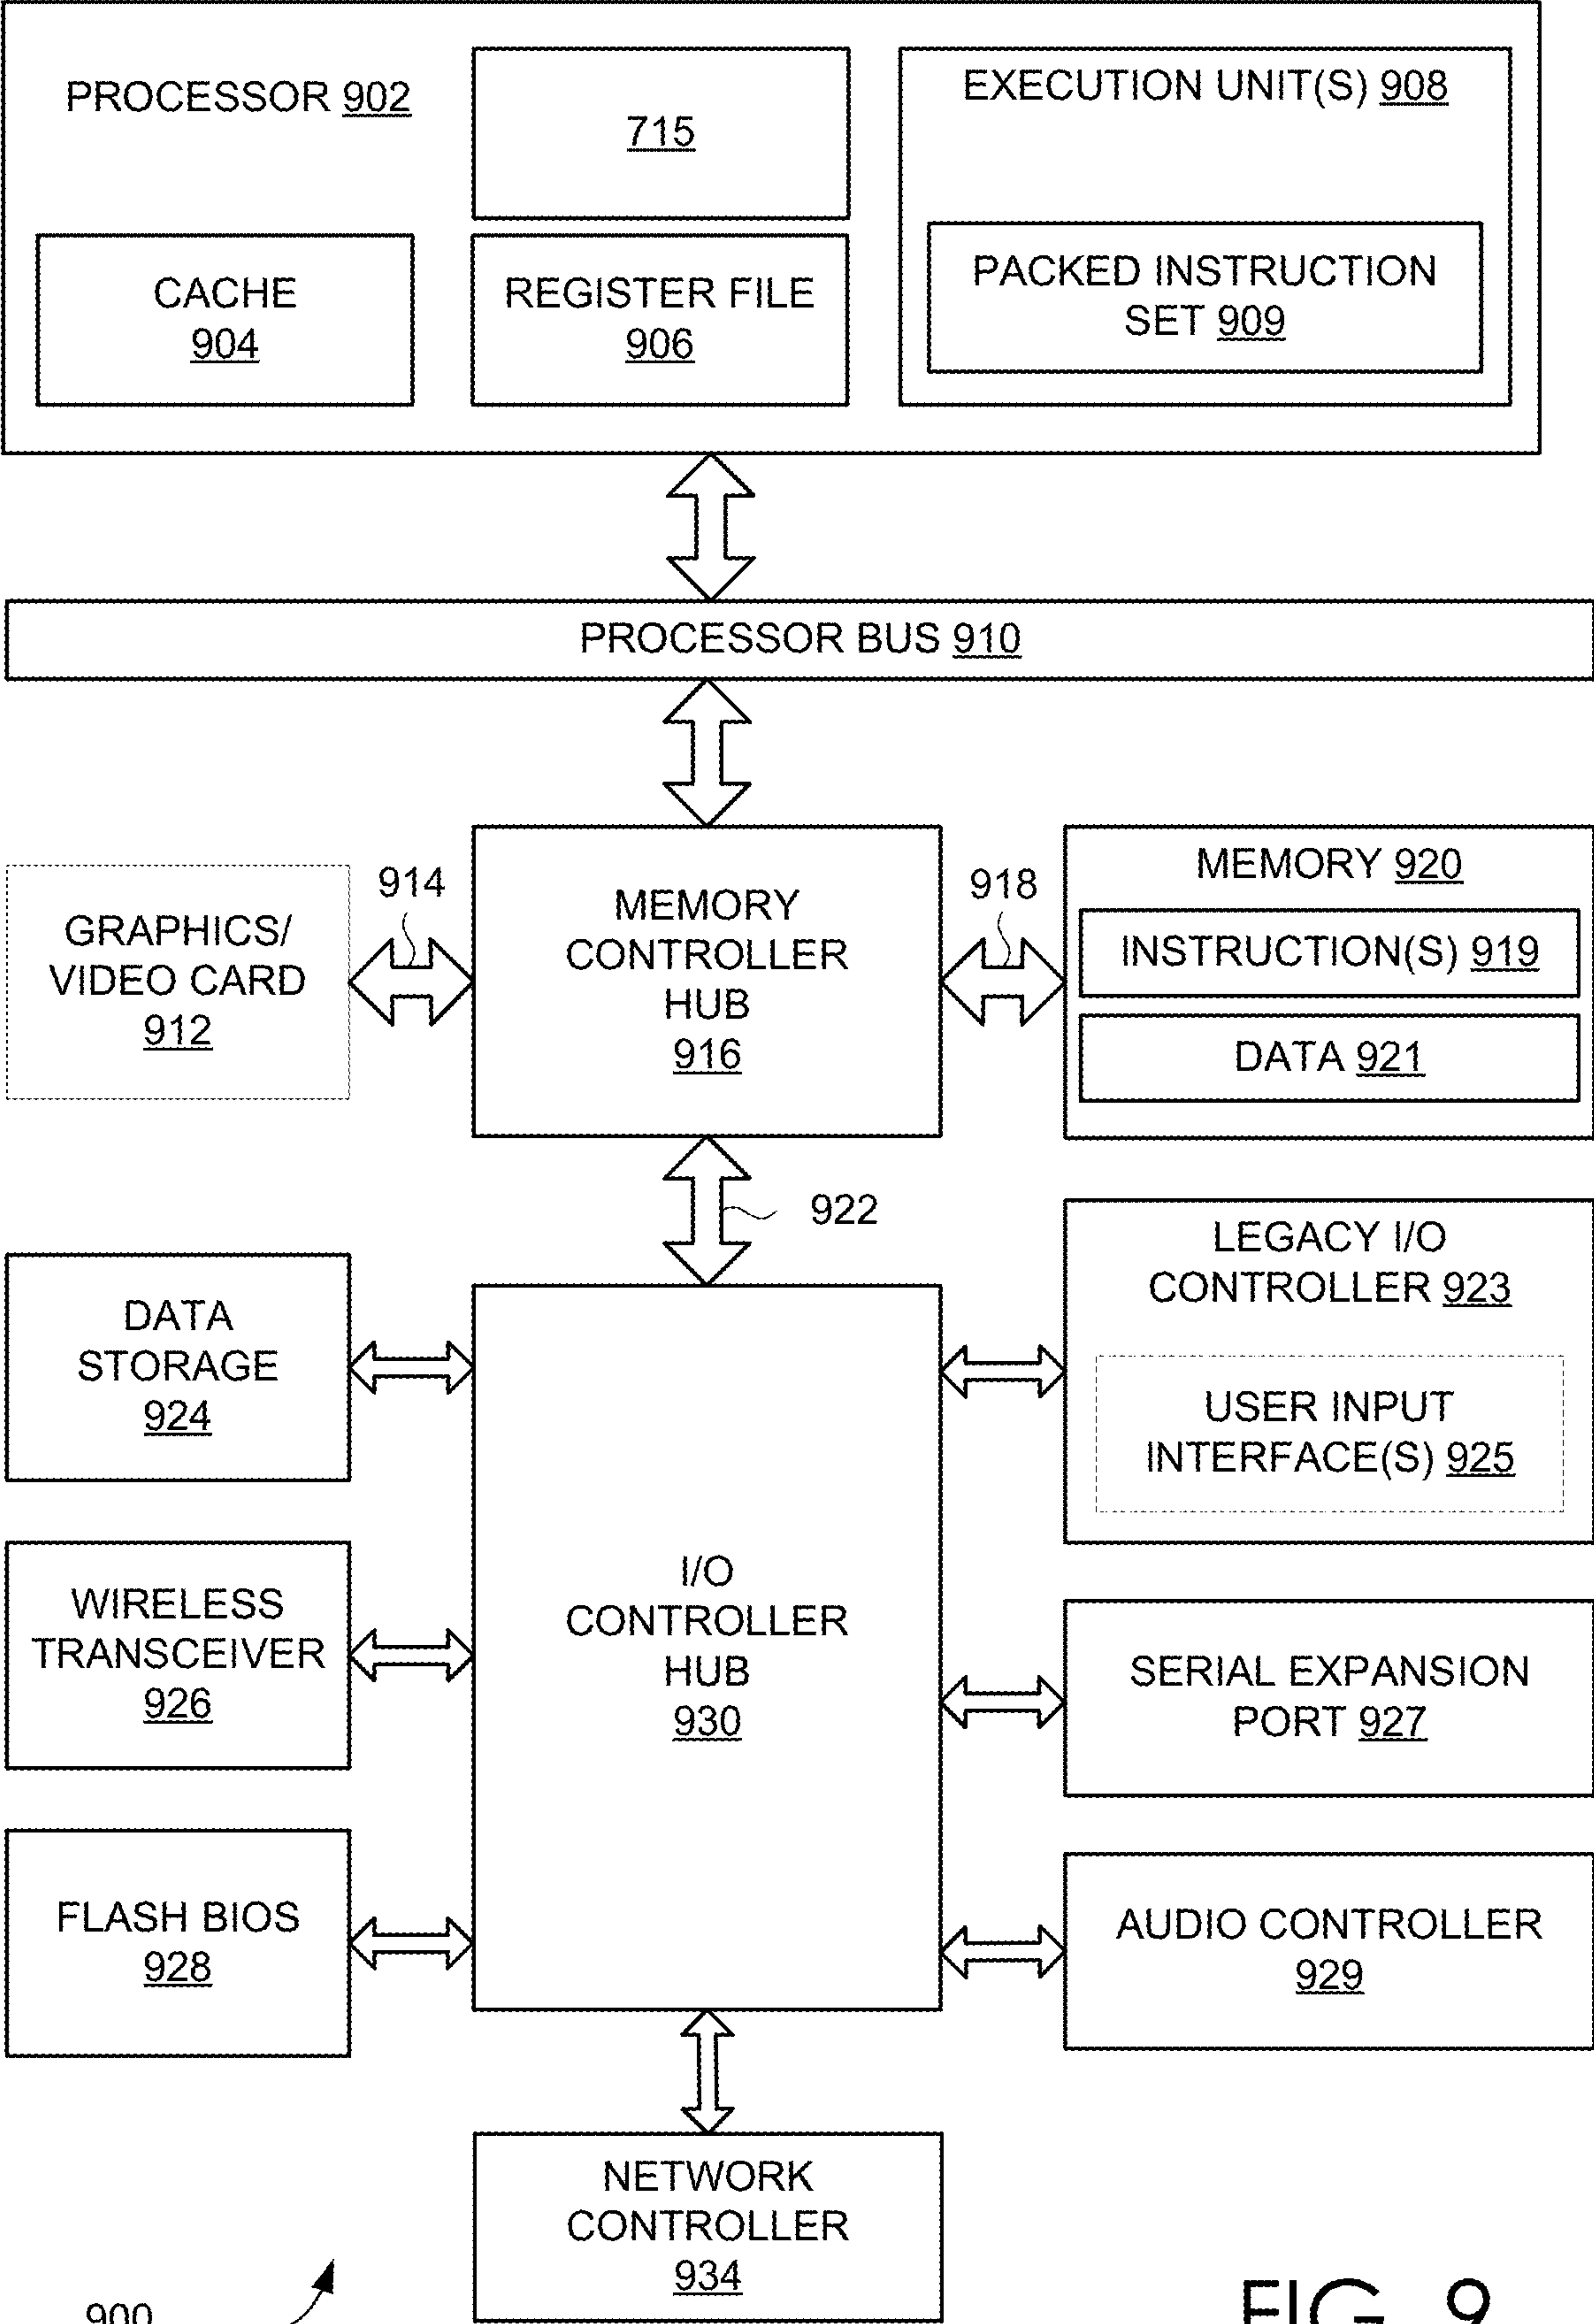 PROCESSOR 902
715
EXECUTION UNIT(S) 908
CACHE
904
REGISTER FILE
906
PACKED INSTRUCTION
SET 909
PROCESSOR BUS 910
GRAPHICS/
VIDEO CARD
912
914
MEMORY
CONTROLLER
HUB
916
918
MEMORY 920
INSTRUCTION(S) 919
DATA 921
922
DATA
STORAGE
924
LEGACY I/O
CONTROLLER 923
USER INPUT
INTERFACE(S) 925
WIRELESS
TRANSCEIVER
926
I/O
CONTROLLER
HUB
930
SERIAL EXPANSION
PORT 927
FLASH BIOS
928
AUDIO CONTROLLER
929
NETWORK
CONTROLLER
934
900
FIG. 9